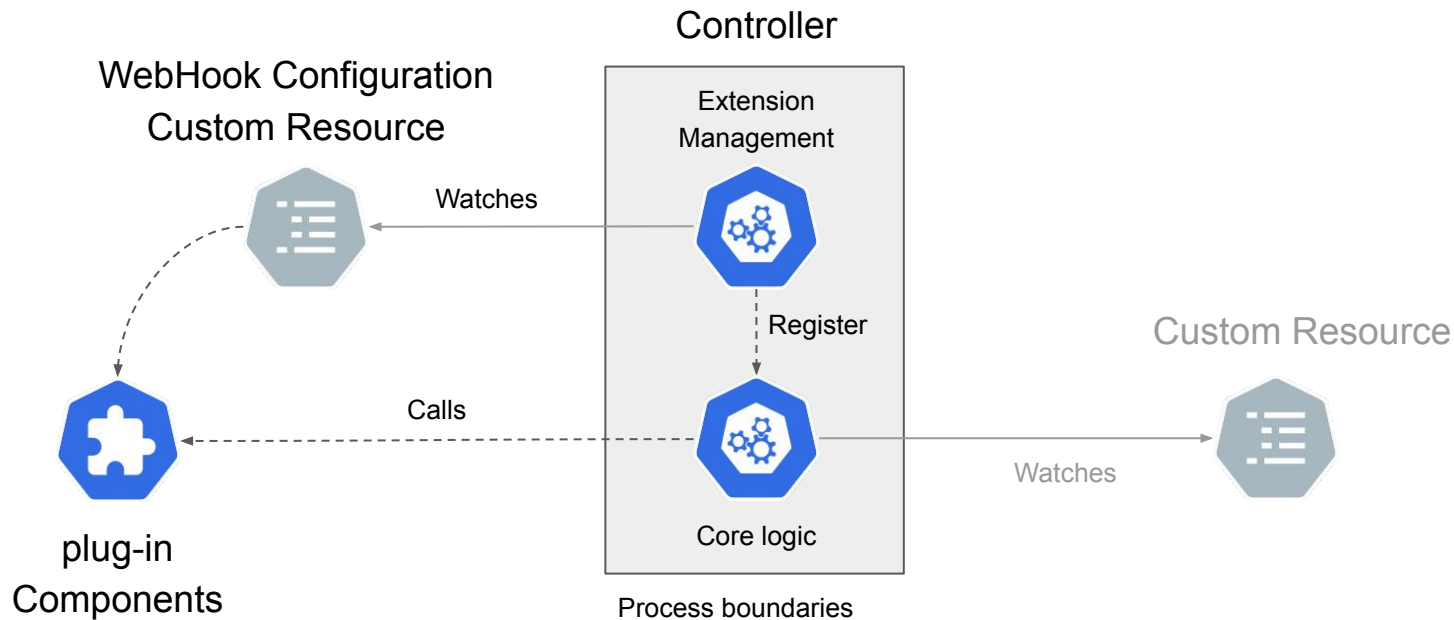 Controller
WebHook Configuration
Custom Resource
Extension
Management
Watches
Register
Custom Resource
Calls
Watches
Core logic
plug-in
Components
Process boundaries